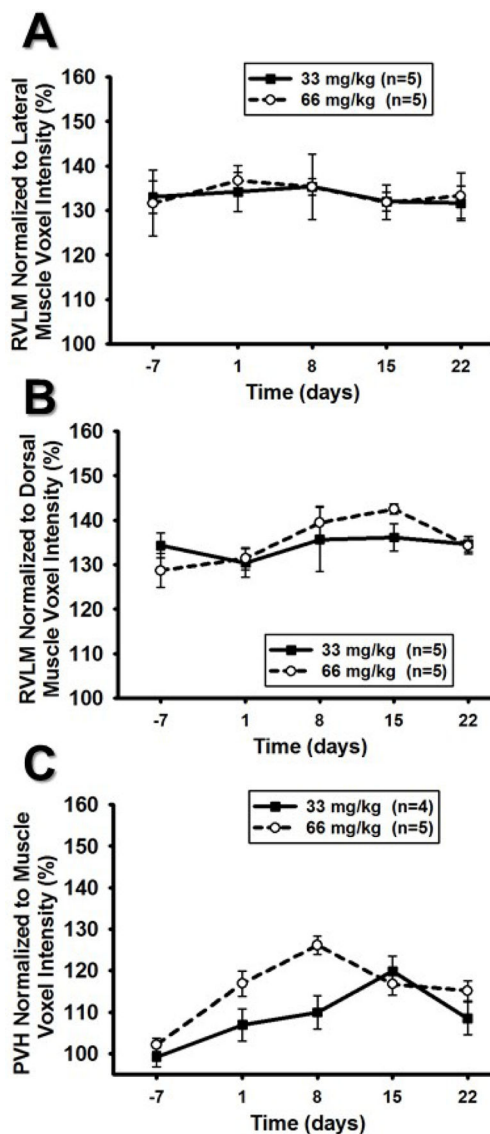 A
33 mg/kg (n=5)
66 mg/kg (n=5)
RVLM Normalized to Lateral
Muscle Voxel Intensity (%)
160
150
140
130
120
110
100
-7 1 8 15 22
Time (days)
B
RVLM Normalized to Dorsal
Muscle Voxel Intensity (%)
160
150
140
130
120
110
100
33 mg/kg (n=5)
66 mg/kg (n=5)
-7 1 8 15 22
Time (days)
C
33 mg/kg (n=4)
66 mg/kg (n=5)
PVH Normalized to Muscle
Voxel Intensity (%)
160
150
140
130
120
110
100
-7 1 8 15 22
Time (days)